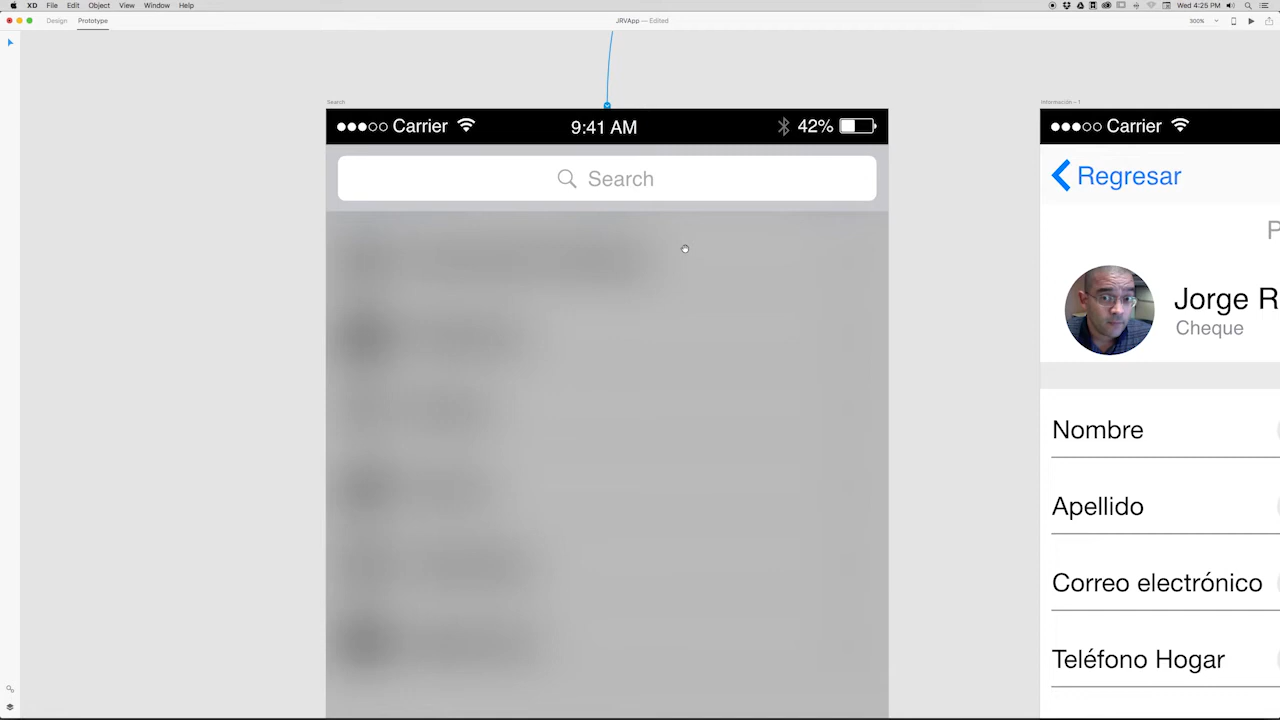 XD File Edit Object View Window Help
Wed 4:25 PM
Design Prototype
JRVApp — Edited
300%
Search
●●●○○ Carrier 9:41 AM 42%
Search
Información – 1
●●●○○ Carrier
Regresar
P
Jorge R
Cheque
Nombre
Apellido
Correo electrónico
Teléfono Hogar